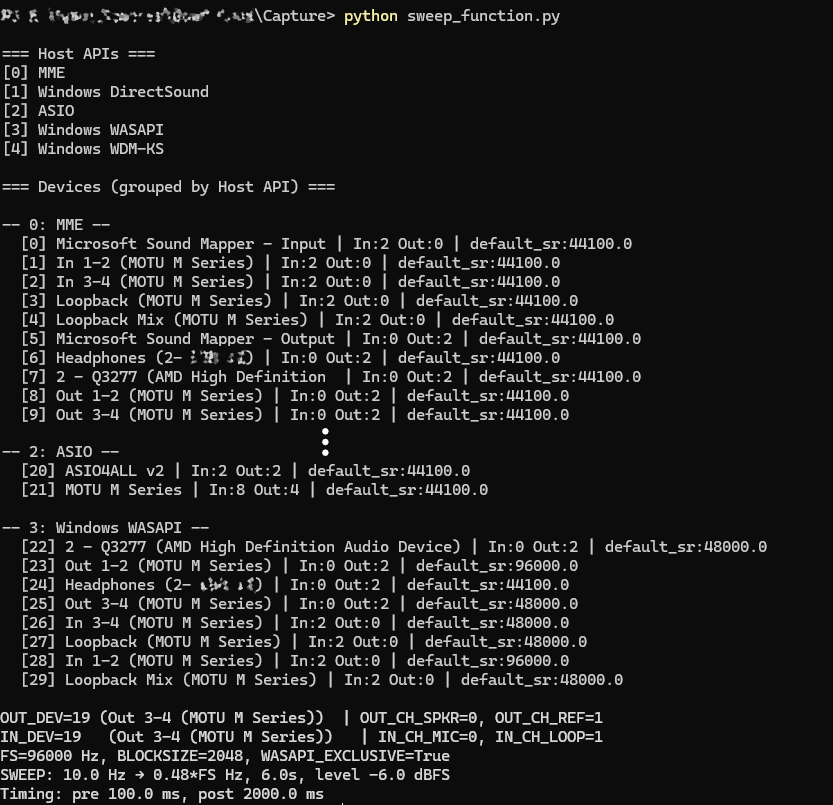 \Capture> python sweep_function.py
=== Host APIs ===
[0] MME
[1] Windows DirectSound
[2] ASIO
[3] Windows WASAPI
[4] Windows WDM-KS
=== Devices (grouped by Host API) ===
-- 0: MME --
[0] Microsoft Sound Mapper - Input | In:2 Out:0 | default_sr:44100.0
[1] In 1-2 (MOTU M Series) | In:2 Out:0 | default_sr:44100.0
[2] In 3-4 (MOTU M Series) | In:2 Out:0 | default_sr:44100.0
[3] Loopback (MOTU M Series) | In:2 Out:0 | default_sr:44100.0
[4] Loopback Mix (MOTU M Series) | In:2 Out:0 | default_sr:44100.0
[5] Microsoft Sound Mapper - Output | In:0 Out:2 | default_sr:44100.0
[6] Headphones (2- ) | In:0 Out:2 | default_sr:44100.0
[7] 2 - Q3277 (AMD High Definition  | In:0 Out:2 | default_sr:44100.0
[8] Out 1-2 (MOTU M Series) | In:0 Out:2 | default_sr:44100.0
[9] Out 3-4 (MOTU M Series) | In:0 Out:2 | default_sr:44100.0
-- 2: ASIO --
[20] ASIO4ALL v2 | In:2 Out:2 | default_sr:44100.0
[21] MOTU M Series | In:8 Out:4 | default_sr:44100.0
-- 3: Windows WASAPI --
[22] 2 - Q3277 (AMD High Definition Audio Device) | In:0 Out:2 | default_sr:48000.0
[23] Out 1-2 (MOTU M Series) | In:0 Out:2 | default_sr:96000.0
[24] Headphones (2- ) | In:0 Out:2 | default_sr:44100.0
[25] Out 3-4 (MOTU M Series) | In:0 Out:2 | default_sr:48000.0
[26] In 3-4 (MOTU M Series) | In:2 Out:0 | default_sr:48000.0
[27] Loopback (MOTU M Series) | In:2 Out:0 | default_sr:48000.0
[28] In 1-2 (MOTU M Series) | In:2 Out:0 | default_sr:96000.0
[29] Loopback Mix (MOTU M Series) | In:2 Out:0 | default_sr:48000.0
OUT_DEV=19 (Out 3-4 (MOTU M Series))  | OUT_CH_SPKR=0, OUT_CH_REF=1
IN_DEV=19   (Out 3-4 (MOTU M Series))   | IN_CH_MIC=0, IN_CH_LOOP=1
FS=96000 Hz, BLOCKSIZE=2048, WASAPI_EXCLUSIVE=True
SWEEP: 10.0 Hz → 0.48*FS Hz, 6.0s, level -6.0 dBFS
Timing: pre 100.0 ms, post 2000.0 ms